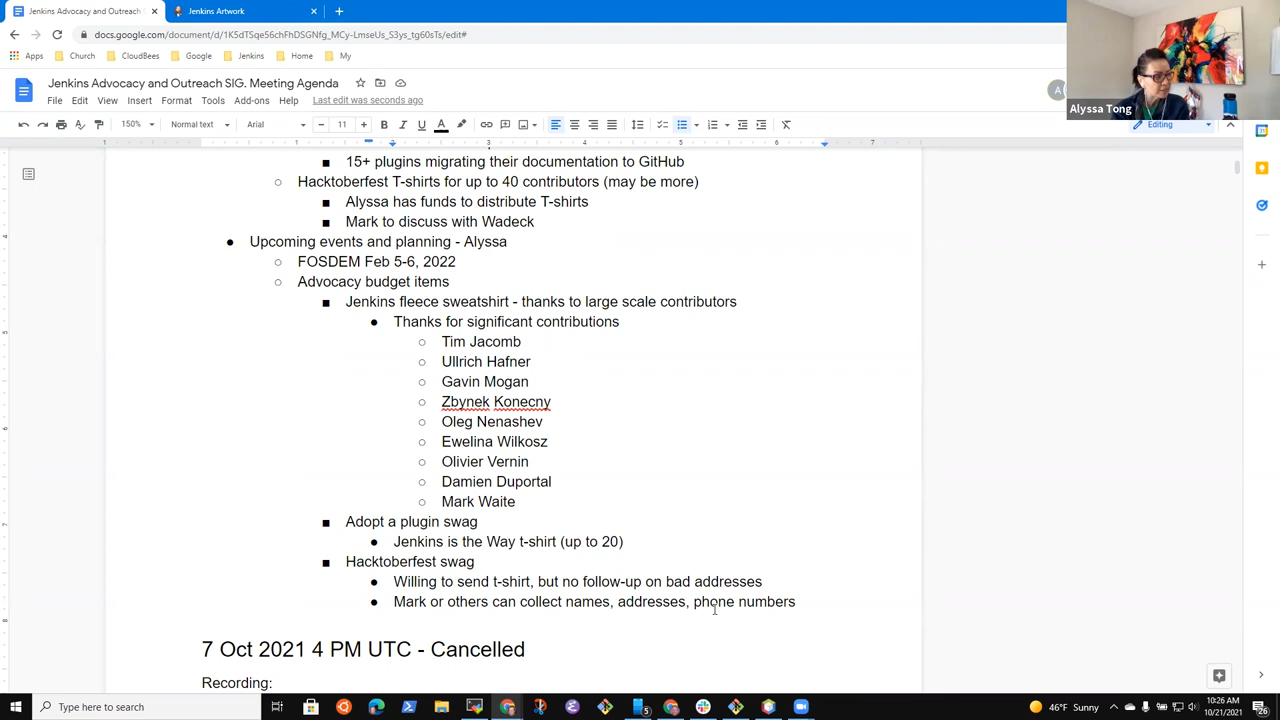 Jenkins Advocacy and Outreach S
Jenkins Artwork
docs.google.com/document/d/1K5dTSqe56chFhDSGNfg_MCy-LmseUs_S3ys_tg60sTs/edit#
Apps Church CloudBees Google Jenkins Home My
Jenkins Advocacy and Outreach SIG. Meeting Agenda
File Edit View Insert Format Tools Add-ons Help Last edit was seconds ago
A
Alyssa Tong
150% Normal text Arial 11 Editing
15+ plugins migrating their documentation to GitHub
Hacktoberfest T-shirts for up to 40 contributors (may be more)
Alyssa has funds to distribute T-shirts
Mark to discuss with Wadeck
Upcoming events and planning - Alyssa
FOSDEM Feb 5-6, 2022
Advocacy budget items
Jenkins fleece sweatshirt - thanks to large scale contributors
Thanks for significant contributions
Tim Jacomb
Ullrich Hafner
Gavin Mogan
Zbynek Konecny
Oleg Nenashev
Ewelina Wilkosz
Olivier Vernin
Damien Duportal
Mark Waite
Adopt a plugin swag
Jenkins is the Way t-shirt (up to 20)
Hacktoberfest swag
Willing to send t-shirt, but no follow-up on bad addresses
Mark or others can collect names, addresses, phone numbers
7 Oct 2021 4 PM UTC - Cancelled
Recording:
Type here to search
46°F Sunny
10:26 AM
10/21/2021